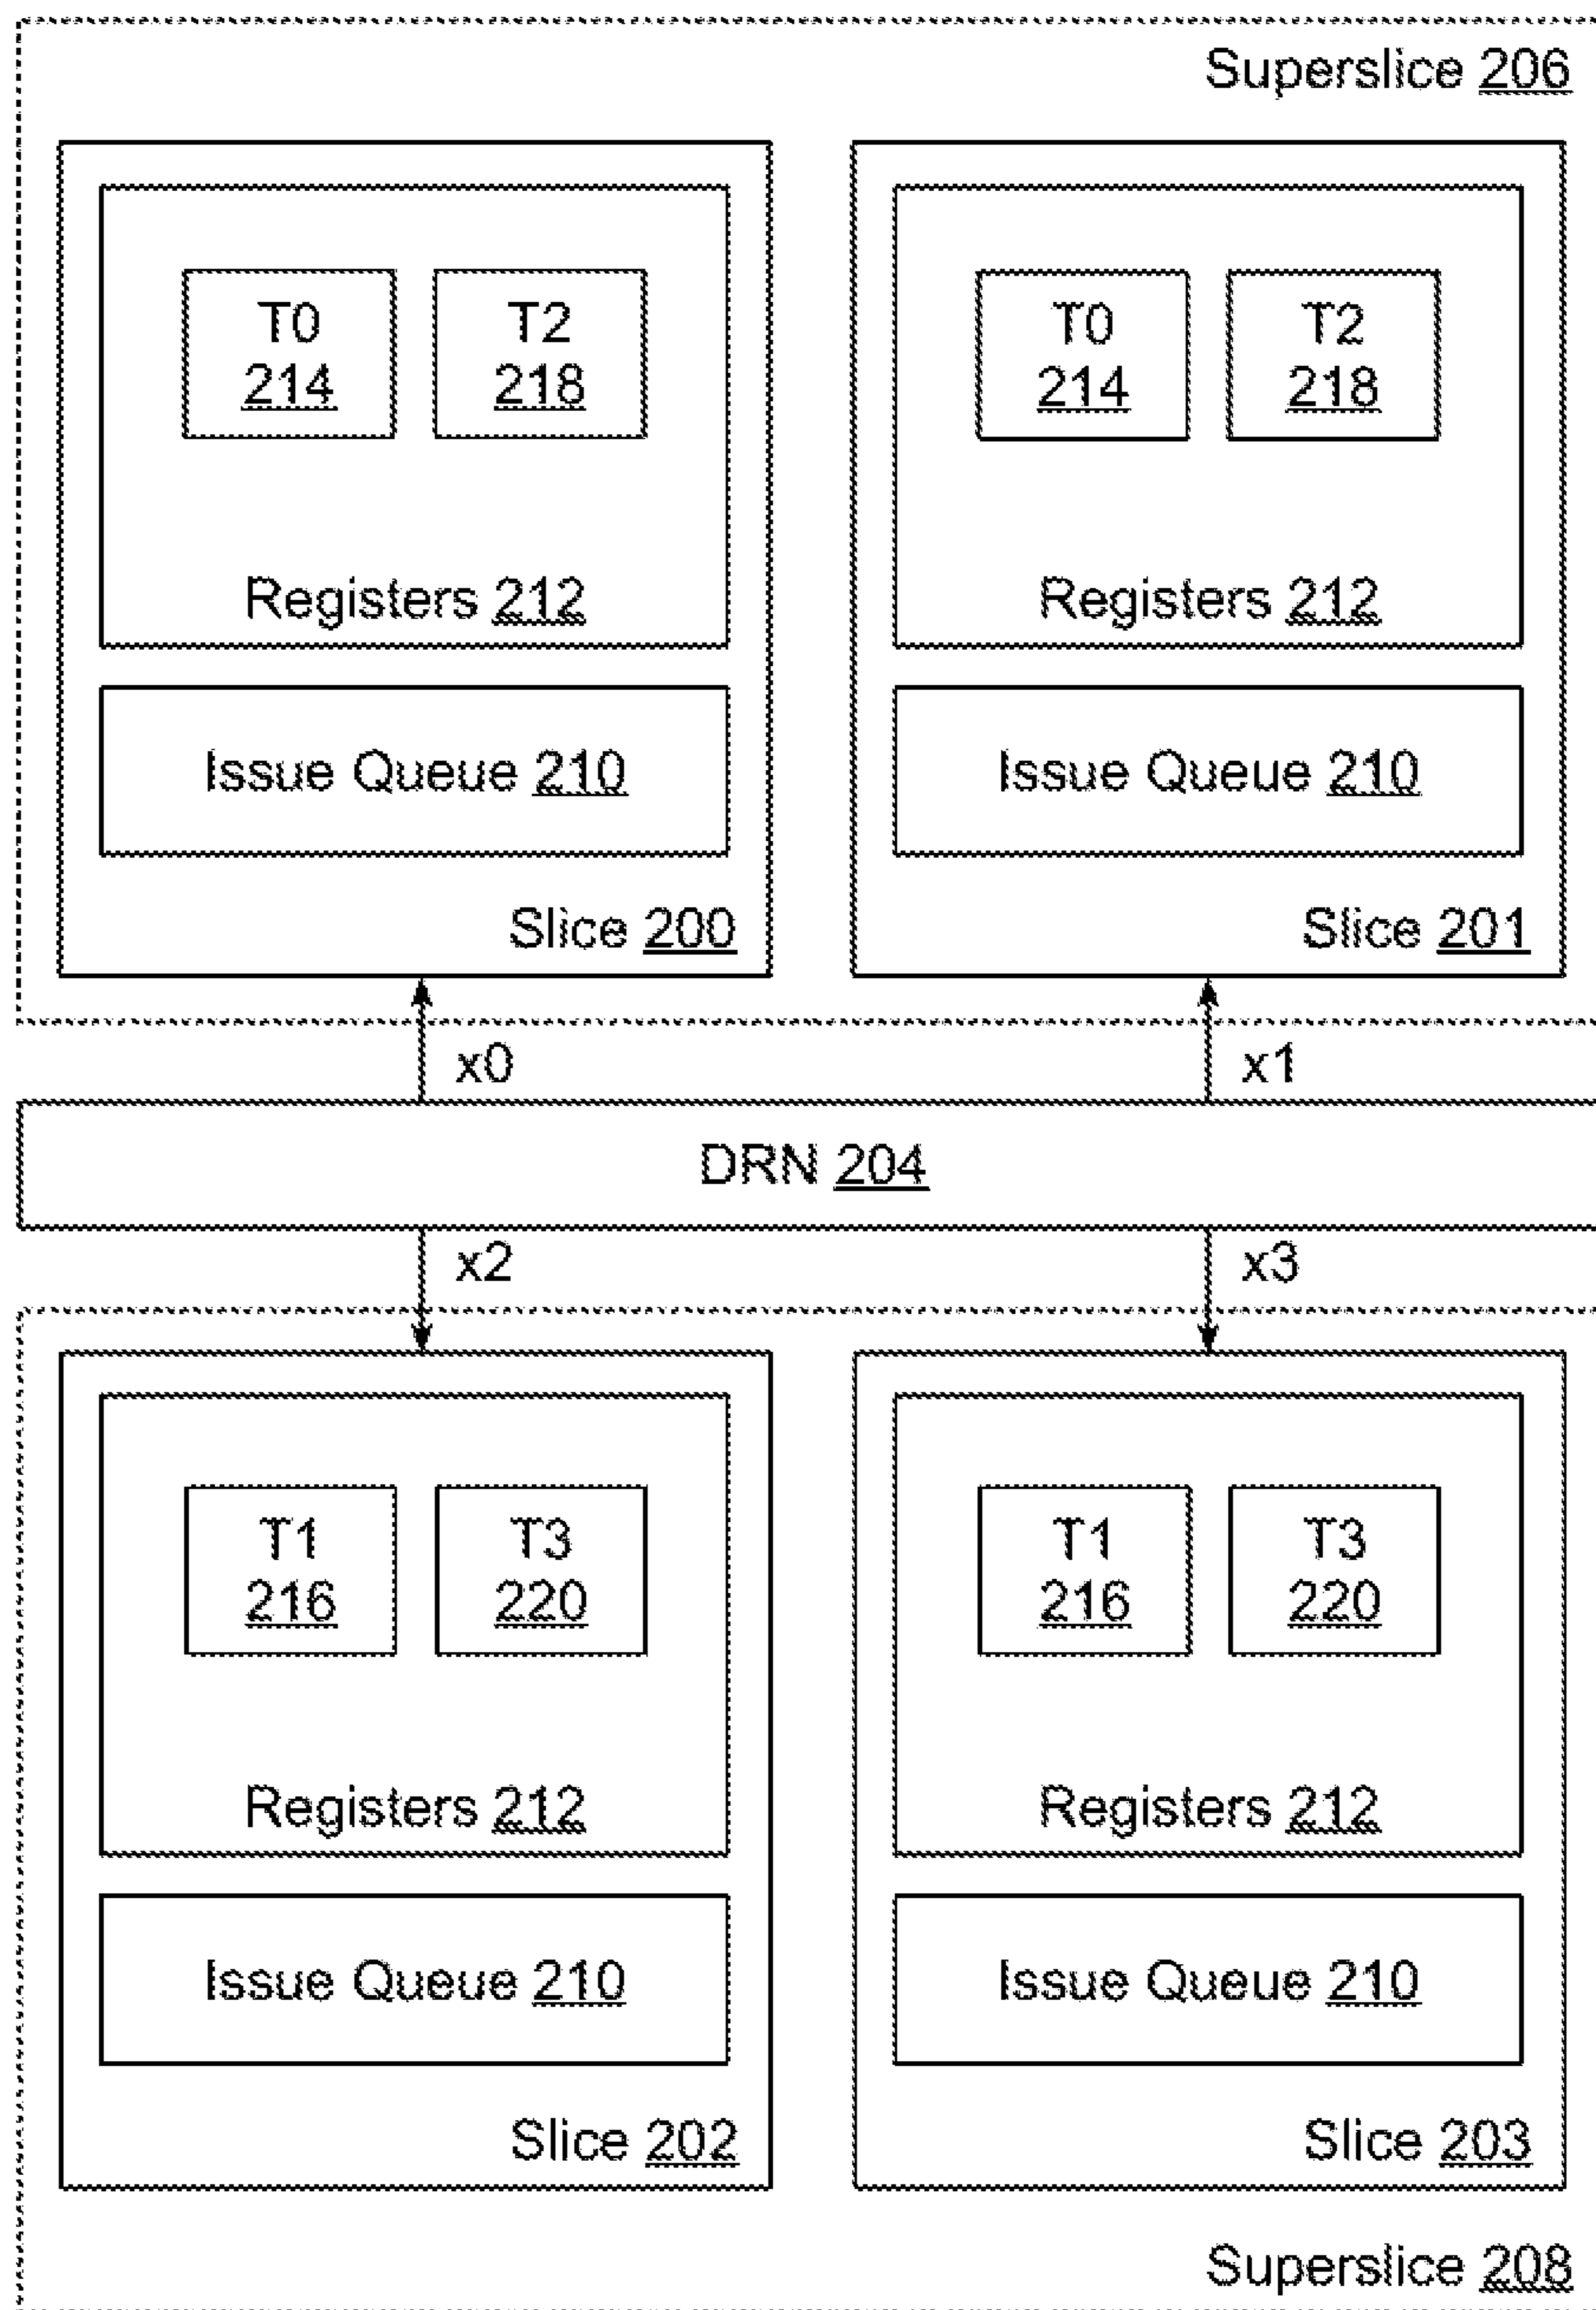 Superslice 206
T0
214
T2
218
Registers 212
Issue Queue 210
Slice 200
T0
214
T2
218
Registers 212
Issue Queue 210
Slice 201
x0
x1
DRN 204
x2
x3
T1
216
T3
220
Registers 212
Issue Queue 210
Slice 202
T1
216
T3
220
Registers 212
Issue Queue 210
Slice 203
Superslice 208